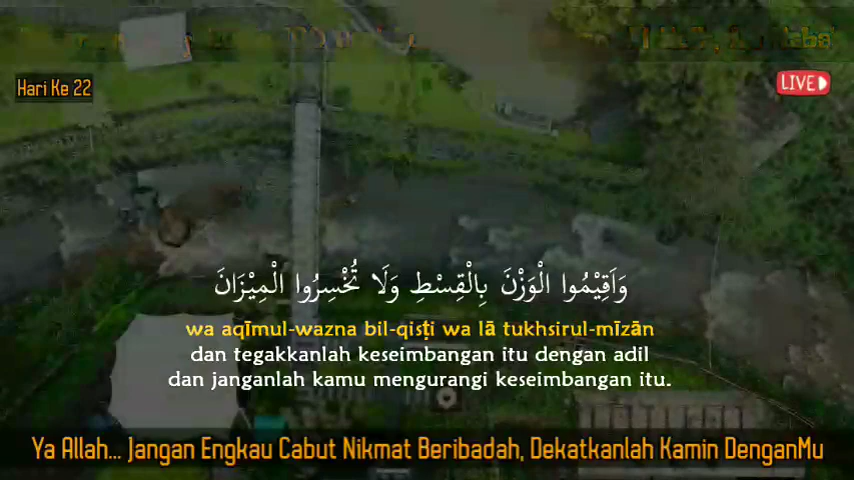 Hari Ke 22
LIVE
وَاَقِيْمُوا الْوَزْنَ بِالْقِسْطِ وَلَا تُخْسِرُوا الْمِيْزَانَ
wa aqīmul-wazna bil-qisṭi wa lā tukhsirul-mīzān
dan tegakkanlah keseimbangan itu dengan adil
dan janganlah kamu mengurangi keseimbangan itu.
Ya Allah... Jangan Engkau Cabut Nikmat Beribadah, Dekatkanlah Kamin DenganMu